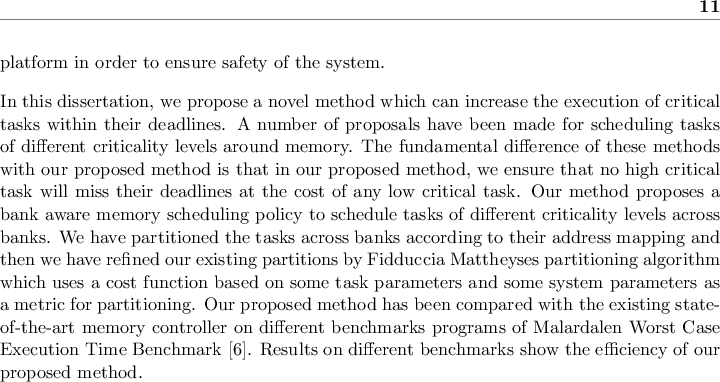 11
platform in order to ensure safety of the system.
In this dissertation, we propose a novel method which can increase the execution of critical
tasks within their deadlines. A number of proposals have been made for scheduling tasks
of different criticality levels around memory. The fundamental difference of these methods
with our proposed method is that in our proposed method, we ensure that no high critical
task will miss their deadlines at the cost of any low critical task. Our method proposes a
bank aware memory scheduling policy to schedule tasks of different criticality levels across
banks. We have partitioned the tasks across banks according to their address mapping and
then we have refined our existing partitions by Fidduccia Mattheyses partitioning algorithm
which uses a cost function based on some task parameters and some system parameters as
a metric for partitioning. Our proposed method has been compared with the existing state-
of-the-art memory controller on different benchmarks programs of Malardalen Worst Case
Execution Time Benchmark [6]. Results on different benchmarks show the efficiency of our
proposed method.